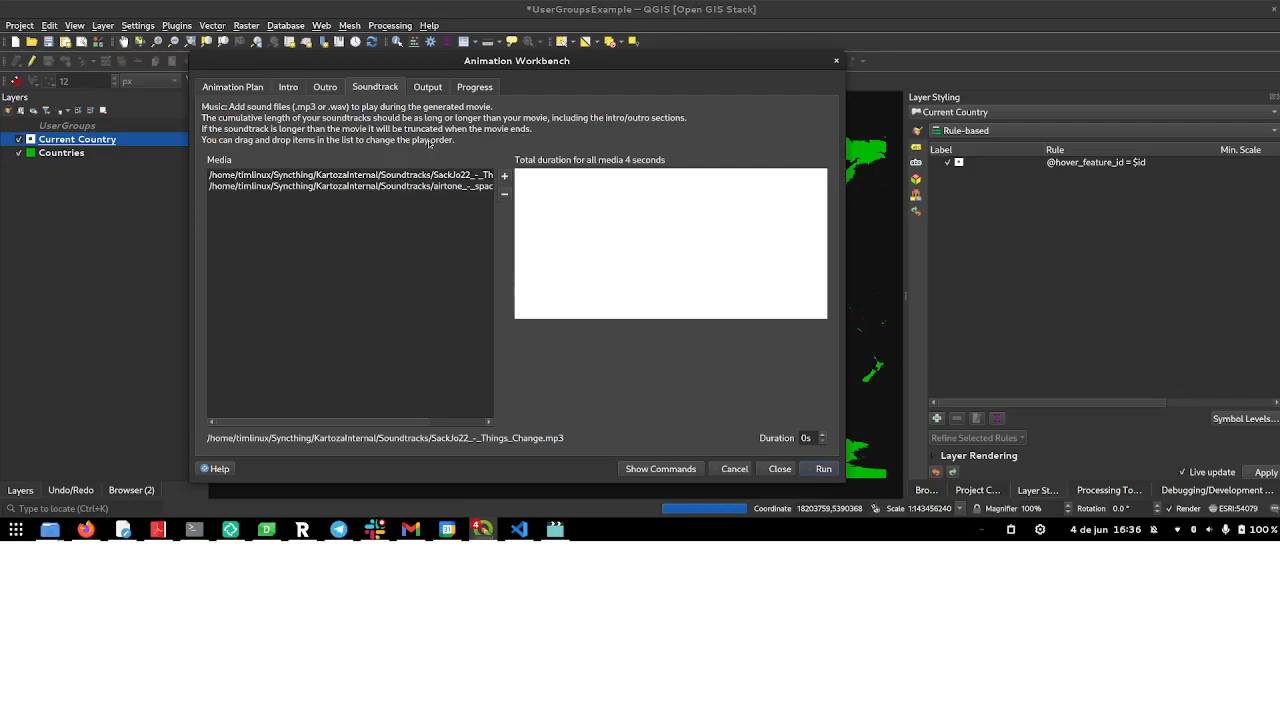 *UserGroupsExample — QGIS [Open GIS Stack]
Project Edit View Layer Settings Plugins Vector Raster Database Web Mesh Processing Help
12 px
Animation Workbench
Layers
UserGroups
Current Country
Countries
Animation Plan Intro Outro Soundtrack Output Progress
Music: Add sound files (.mp3 or .wav) to play during the generated movie.
The cumulative length of your soundtracks should be as long or longer than your movie, including the intro/outro sections.
If the soundtrack is longer than the movie it will be truncated when the movie ends.
You can drag and drop items in the list to change the play order.
Media
Total duration for all media 4 seconds
/home/timlinux/Syncthing/KartozaInternal/Soundtracks/SackJo22_-_Th
/home/timlinux/Syncthing/KartozaInternal/Soundtracks/airtone_-_spac
/home/timlinux/Syncthing/KartozaInternal/Soundtracks/SackJo22_-_Things_Change.mp3
Duration 0s
Help Show Commands Cancel Close Run
Layer Styling
Current Country
Rule-based
Label Rule Min. Scale
@hover_feature_id = $id
Symbol Levels...
Refine Selected Rules
Layer Rendering
Live update Apply
Layers Undo/Redo Browser (2)
Bro... Project C... Layer St... Processing To... Debugging/Development ...
Type to locate (Ctrl+K)
Coordinate 18203759,5390368 Scale 1:143456240 Magnifier 100% Rotation 0.0 ° Render ESRI:54079
4 de jun 16:36 100 %